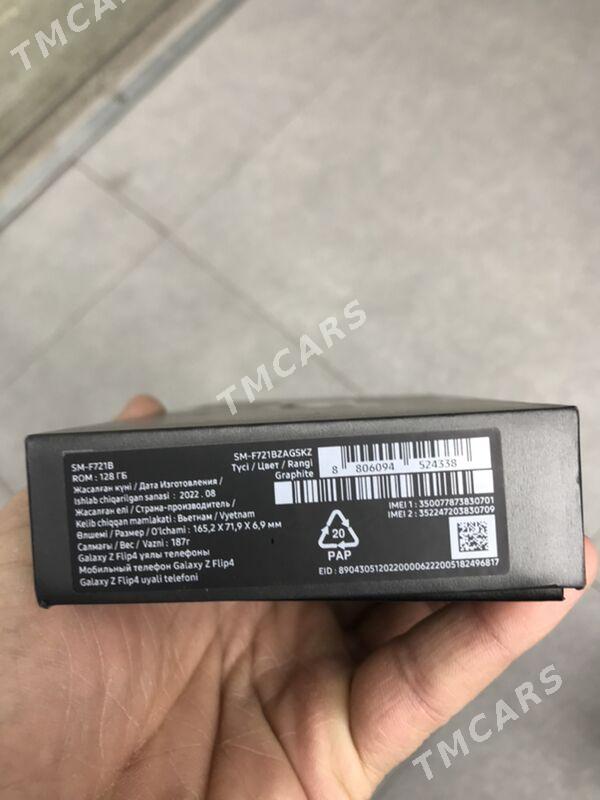 TMCARS
SM-F721B
ROM : 128 ГБ
Жасалған күні / Дата Изготовления /
Ishlab chiqarilgan sanasi : 2022 . 08
Жасалған елі / Страна-производитель /
Kelib chiqqan mamlakati : Вьетнам / Vyetnam
Өлшемі / Размер / O'lchami : 165,2 X 71,9 X 6,9 мм
Салмағы / Вес / Vazni : 187г
Galaxy Z Flip4 ұялы телефоны
Мобильный телефон Galaxy Z Flip4
Galaxy Z Flip4 uyali telefoni
SM-F721BZAGSKZ
Түсі / Цвет / Rangi
Graphite
8 806094 524338
IMEI 1 : 350077873830701
IMEI 2 : 352247203830709
20
PAP
EID : 89043051202200006222005182496817
TMCARS
TMCARS